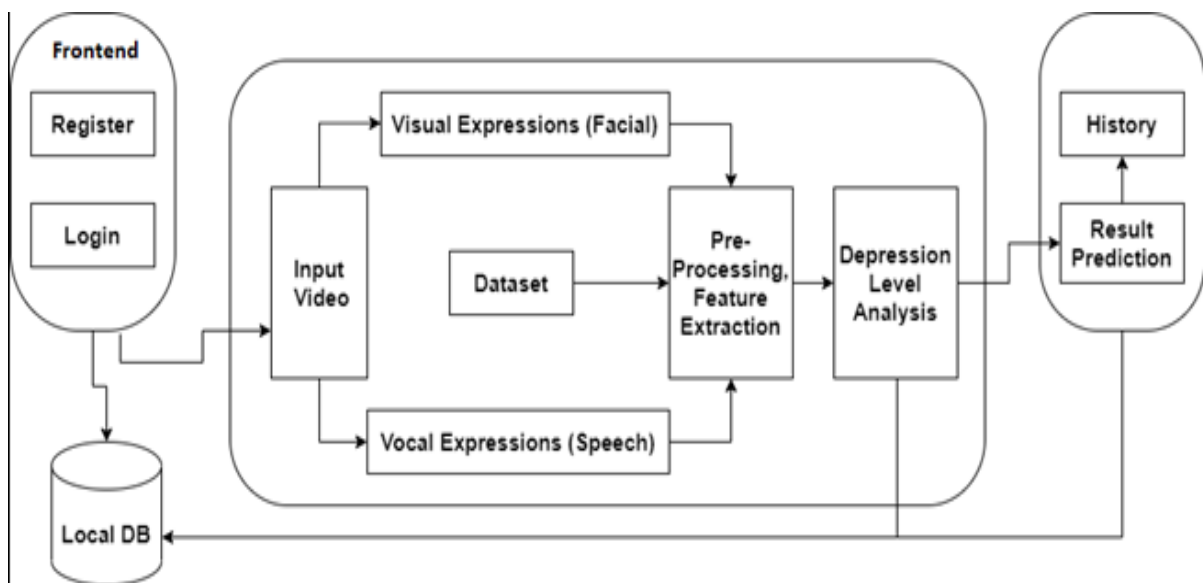 Frontend
Register
Login
Local DB
Input
Video
Visual Expressions (Facial)
Dataset
Vocal Expressions (Speech)
Pre-
Processing,
Feature
Extraction
Depression
Level
Analysis
History
Result
Prediction